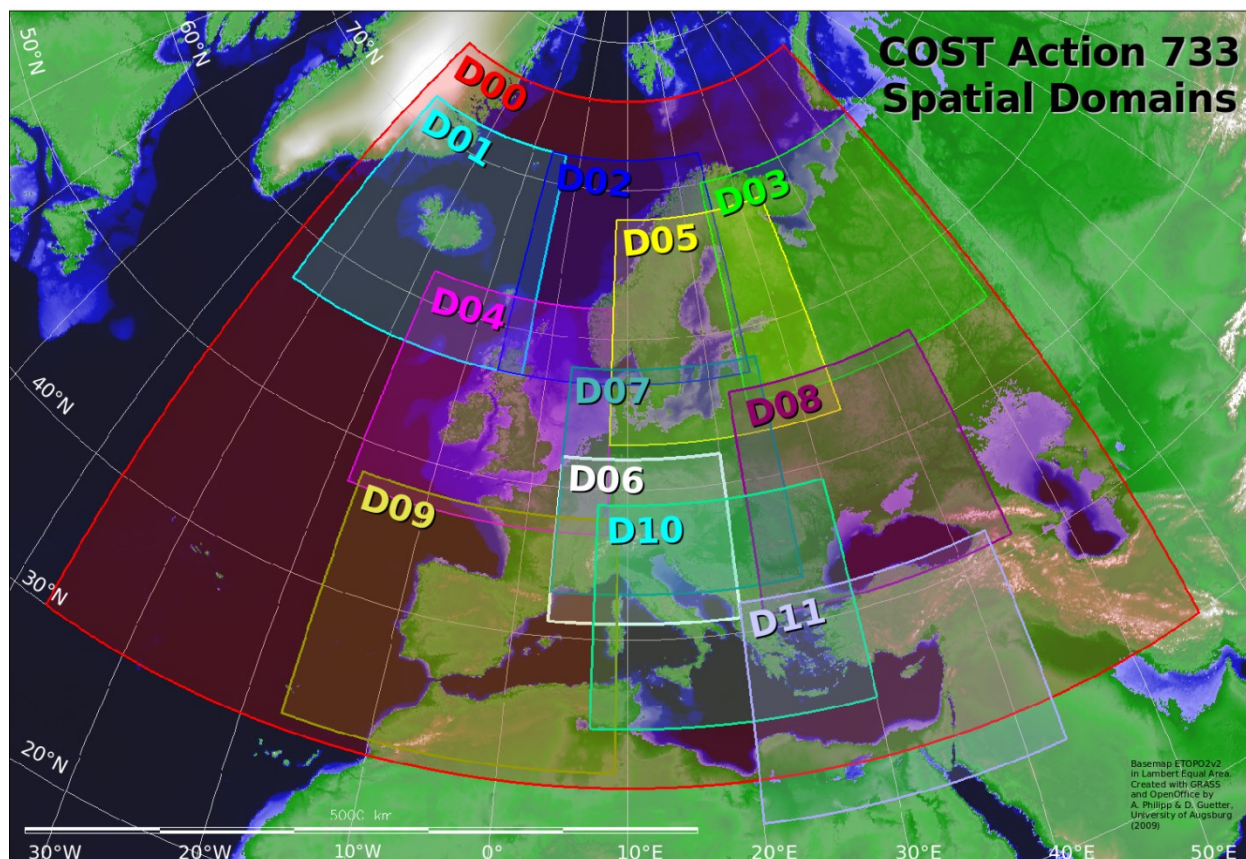 COST Action 733
Spatial Domains
50°N
60°N
70°N
D00
D01
D02
D03
D05
D04
D07
D08
40°N
D06
D09
D10
30°N
D11
20°N
5000 km
Basemap ETOPO2v2
in Lambert Equal Area.
Created with GRASS
and OpenOffice by
A. Philipp & D. Guetter,
University of Augsburg
(2009)
30°W
20°W
10°W
0°
10°E
20°E
30°E
40°E
50°E